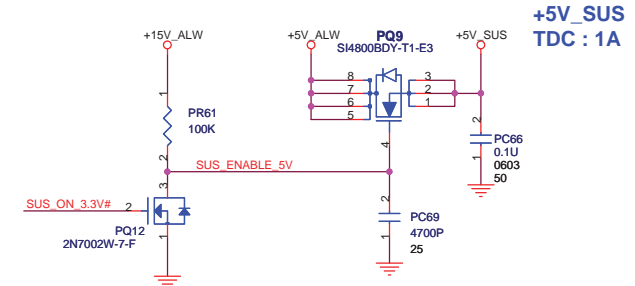 +5V_SUS
TDC : 1A
+15V_ALW
+5V_ALW
PQ9
SI4800BDY-T1-E3
+5V_SUS
8
7
6
5
3
2
1
4
1
PR61
100K
2
SUS_ENABLE_5V
2
PC66
0.1U
0603
50
1
SUS_ON_3.3V#
2
3
1
PQ12
2N7002W-7-F
2
PC69
4700P
25
1